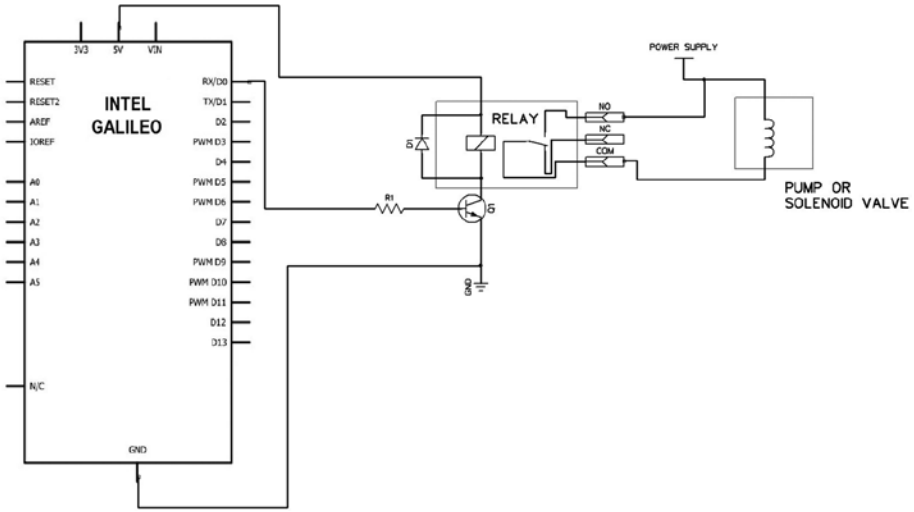 3V3 5V VIN
RESET
RESET2
AREF
IOREF
A0
A1
A2
A3
A4
A5
N/C
INTEL
GALILEO
RX/D0
TX/D1
D2
PWM D3
D4
PWM D5
PWM D6
D7
D8
PWM D9
PWM D10
PWM D11
D12
D13
GND
R1
D1
RELAY
Q1
GND
NO
NC
COM
POWER SUPPLY
PUMP OR
SOLENOID VALVE